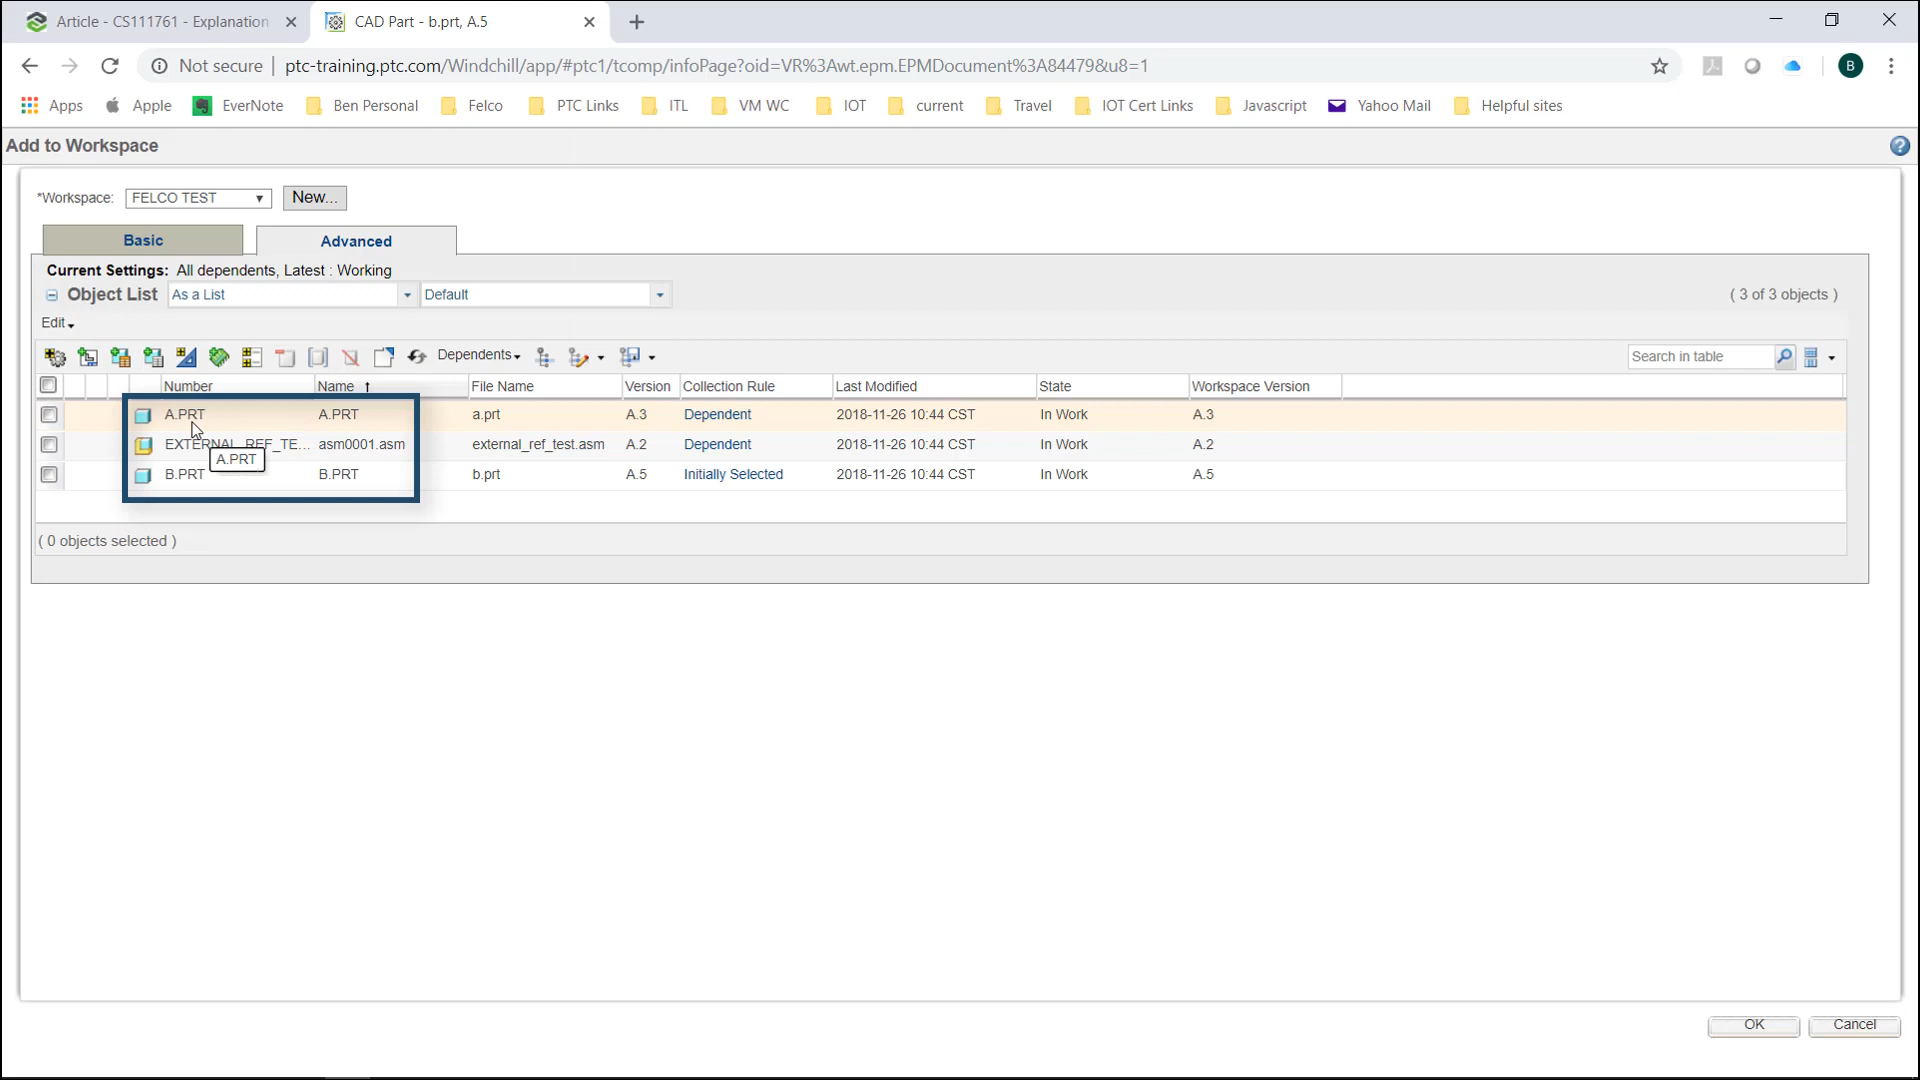 Article - CS111761 - Explanation
CAD Part - b.prt, A.5
Not secure
ptc-training.ptc.com/Windchill/app/#ptc1/tcomp/infoPage?oid=VR%3Awt.epm.EPMDocument%3A84479&u8=1
B
Apps Apple EverNote Ben Personal Felco PTC Links ITL VM WC IOT current Travel IOT Cert Links Javascript Yahoo Mail Helpful sites
Add to Workspace
*Workspace: FELCO TEST New...
Basic Advanced
Current Settings: All dependents, Latest : Working
Object List As a List Default ( 3 of 3 objects )
Edit
Dependents Search in table
Number Name File Name Version Collection Rule Last Modified State Workspace Version
A.PRT A.PRT a.prt A.3 Dependent 2018-11-26 10:44 CST In Work A.3
EXTERNAL_REF_TE... asm0001.asm external_ref_test.asm A.2 Dependent 2018-11-26 10:44 CST In Work A.2
A.PRT
B.PRT B.PRT b.prt A.5 Initially Selected 2018-11-26 10:44 CST In Work A.5
( 0 objects selected )
OK Cancel